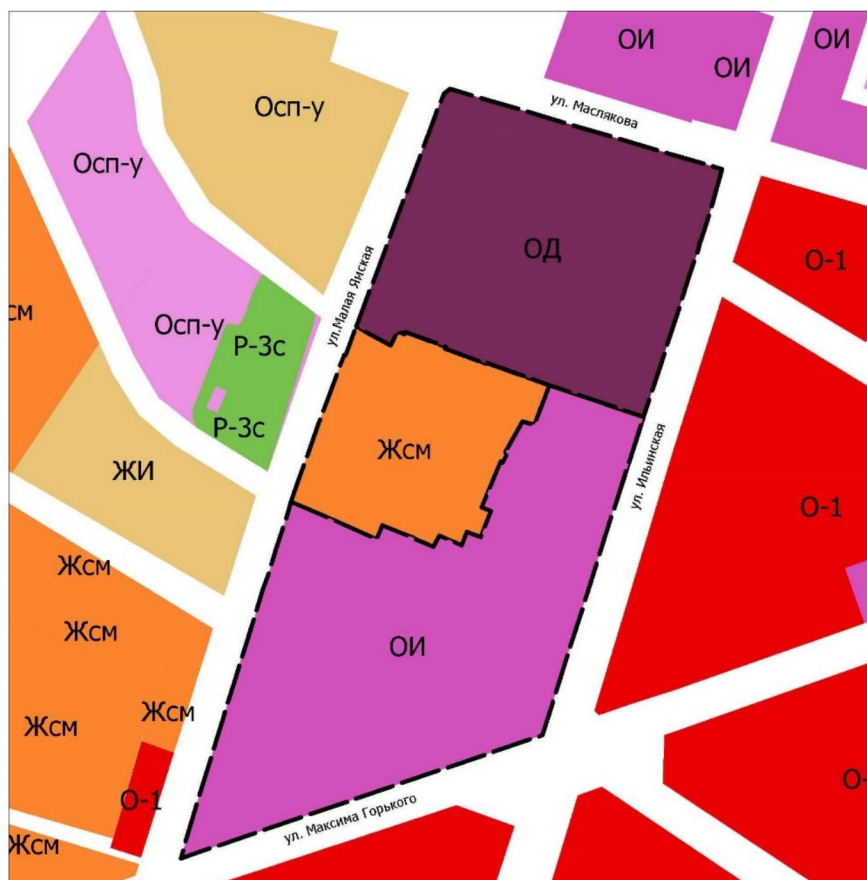 ОИ
ОИ
ОИ
ул. Маслякова
Осп-у
Осп-у
ОД
О-1
ул.Малая Ямская
см
Осп-у
Р-3с
Р-3с
Жсм
ЖИ
ул. Ильинская
О-1
Жсм
Жсм
ОИ
Жсм
Жсм
О-1
О-
ул. Максима Горького
Жсм